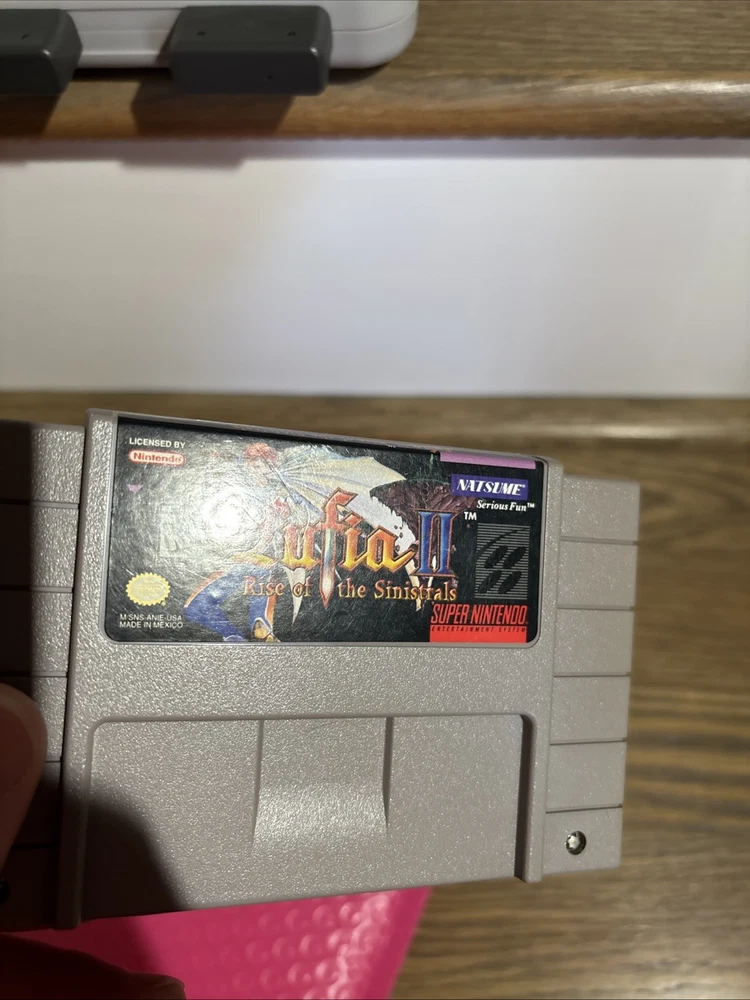 LICENSED BY
Nintendo
NATSUME
Serious Fun™
Lufia II ™
Rise of the Sinistrals
M SNS-ANIE-USA
MADE IN MEXICO
SUPER NINTENDO
ENTERTAINMENT SYSTEM